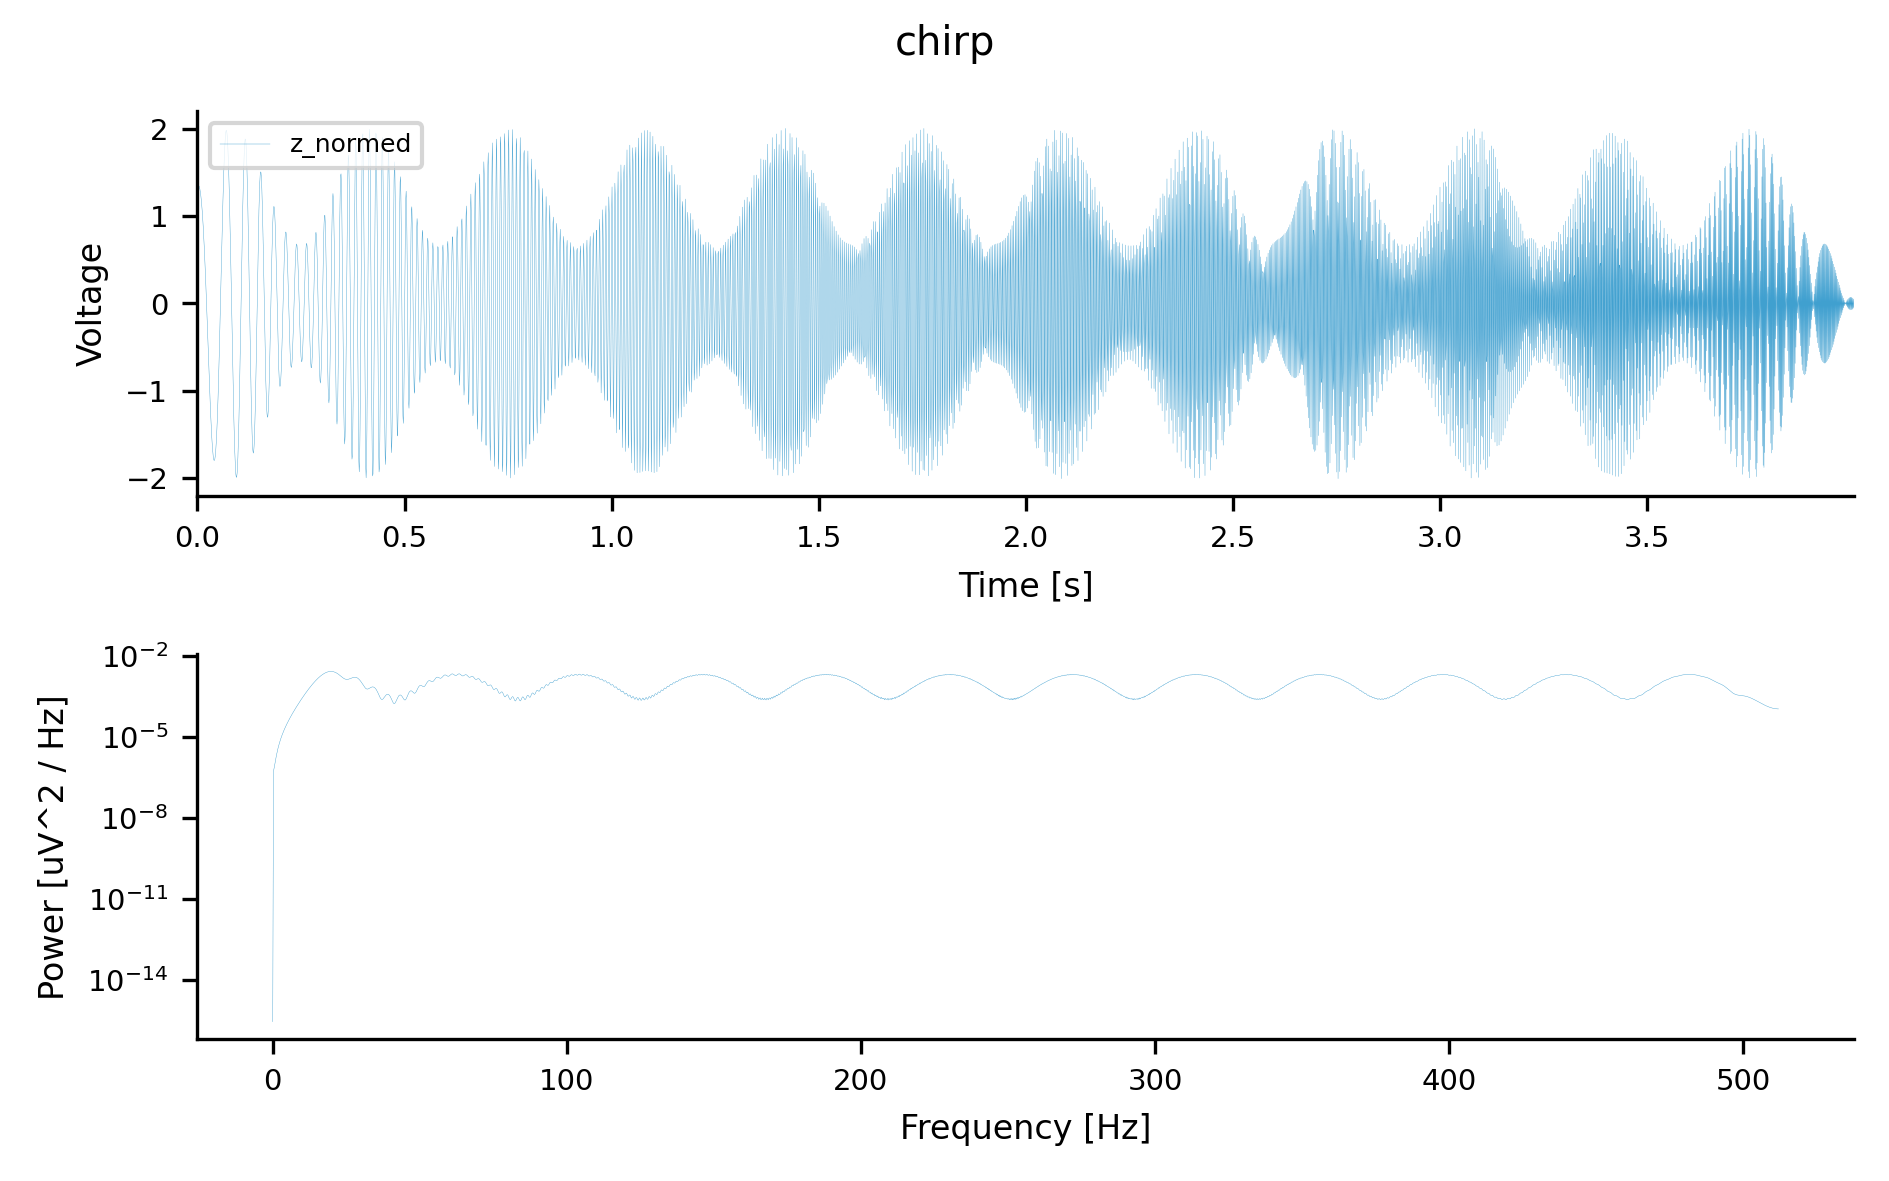 chirp
z_normed
Voltage
2
1
0
−1
−2
0.0 0.5 1.0 1.5 2.0 2.5 3.0 3.5
Time [s]
Power [uV^2 / Hz]
10⁻²
10⁻⁵
10⁻⁸
10⁻¹¹
10⁻¹⁴
0 100 200 300 400 500
Frequency [Hz]